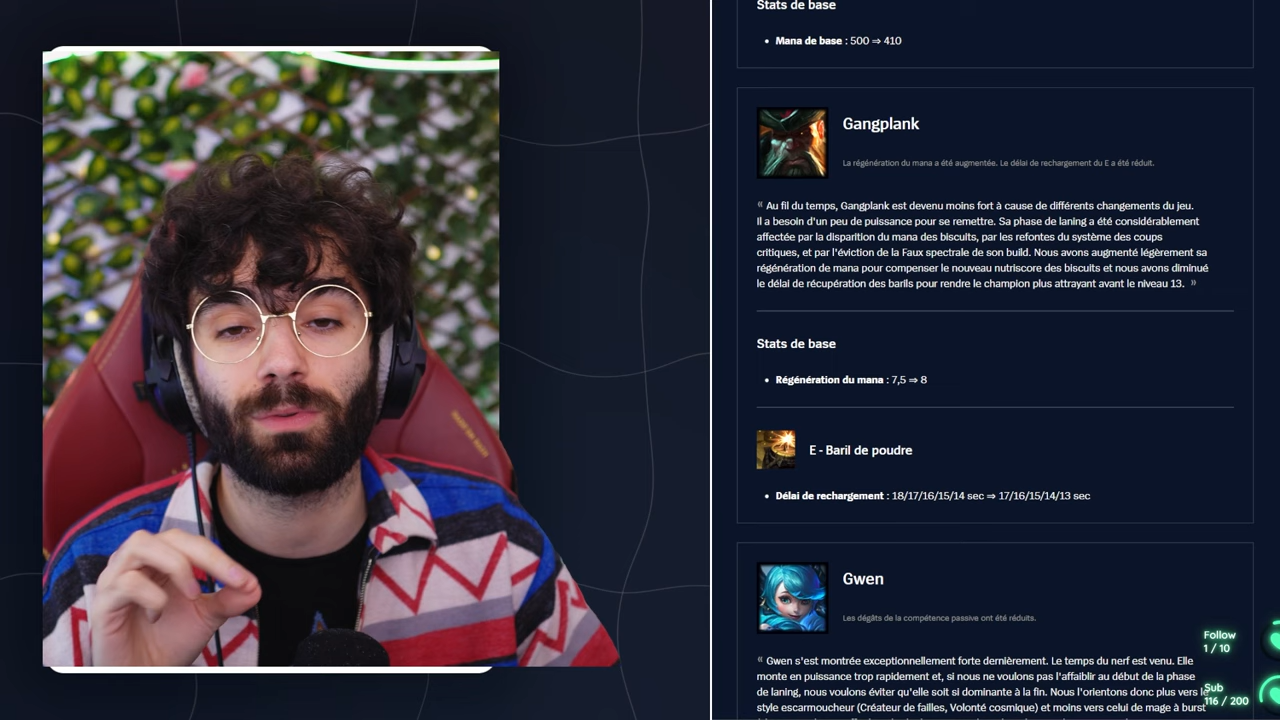 Stats de base
• Mana de base : 500 ⇒ 410
Gangplank
La régénération du mana a été augmentée. Le délai de rechargement du E a été réduit.
« Au fil du temps, Gangplank est devenu moins fort à cause de différents changements du jeu.
Il a besoin d'un peu de puissance pour se remettre. Sa phase de laning a été considérablement
affectée par la disparition du mana des biscuits, par les refontes du système des coups
critiques, et par l'éviction de la Faux spectrale de son build. Nous avons augmenté légèrement sa
régénération de mana pour compenser le nouveau nutriscore des biscuits et nous avons diminué
le délai de récupération des barils pour rendre le champion plus attrayant avant le niveau 13. »
Stats de base
• Régénération du mana : 7,5 ⇒ 8
E - Baril de poudre
• Délai de rechargement : 18/17/16/15/14 sec ⇒ 17/16/15/14/13 sec
Gwen
Les dégâts de la compétence passive ont été réduits.
« Gwen s'est montrée exceptionnellement forte dernièrement. Le temps du nerf est venu. Elle
monte en puissance trop rapidement et, si nous ne voulons pas l'affaiblir au début de la phase
de laning, nous voulons éviter qu'elle soit si dominante à la fin. Nous l'orientons donc plus vers le
style escarmoucheur (Créateur de failles, Volonté cosmique) et moins vers celui de mage à burst
Follow
1 / 10
Sub
116 / 200